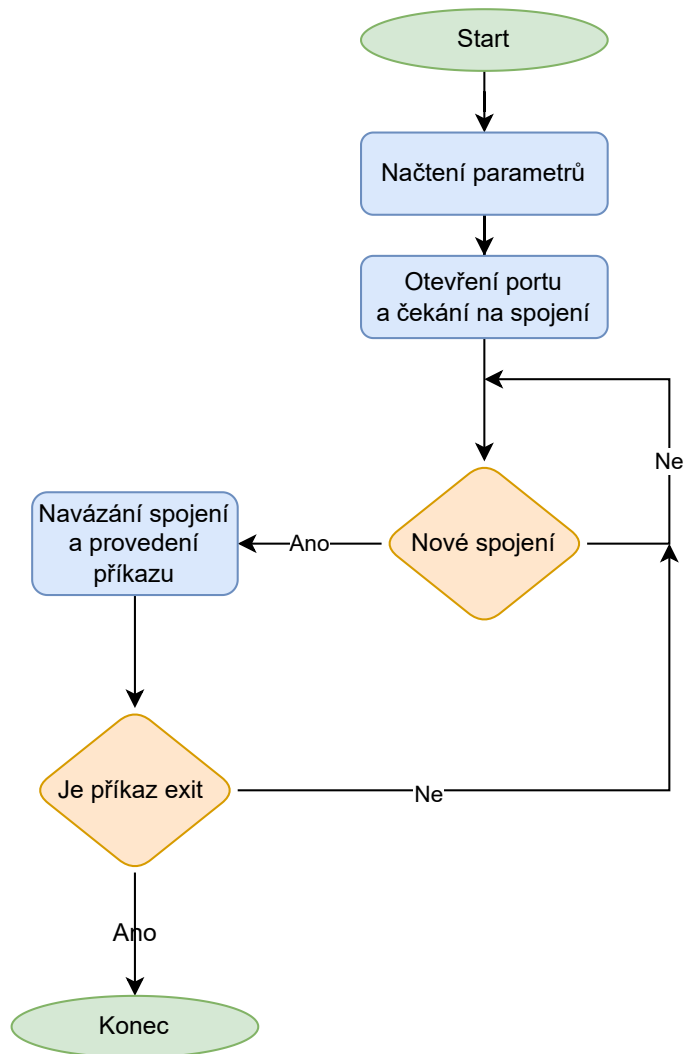 Start
Načtení parametrů
Otevření portu
a čekání na spojení
Ne
Nové spojení
Ano
Navázání spojení
a provedení
příkazu
Je příkaz exit
Ne
Ano
Konec